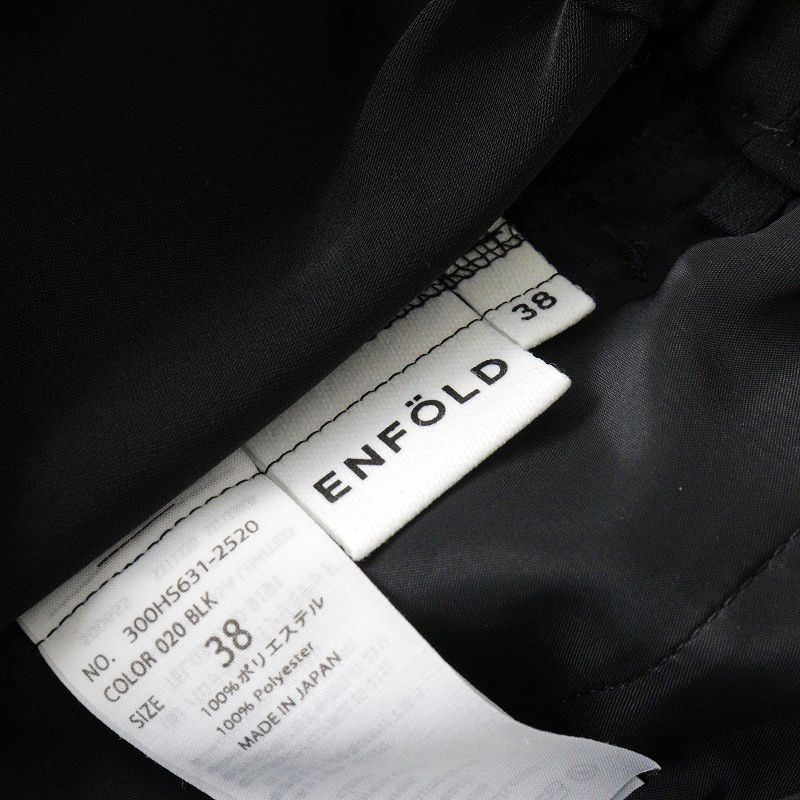 38
ENFÖLD
NO. 300HS631-2520
COLOR 020 BLK
SIZE 38
100%ポリエステル
100% Polyester
MADE IN JAPAN